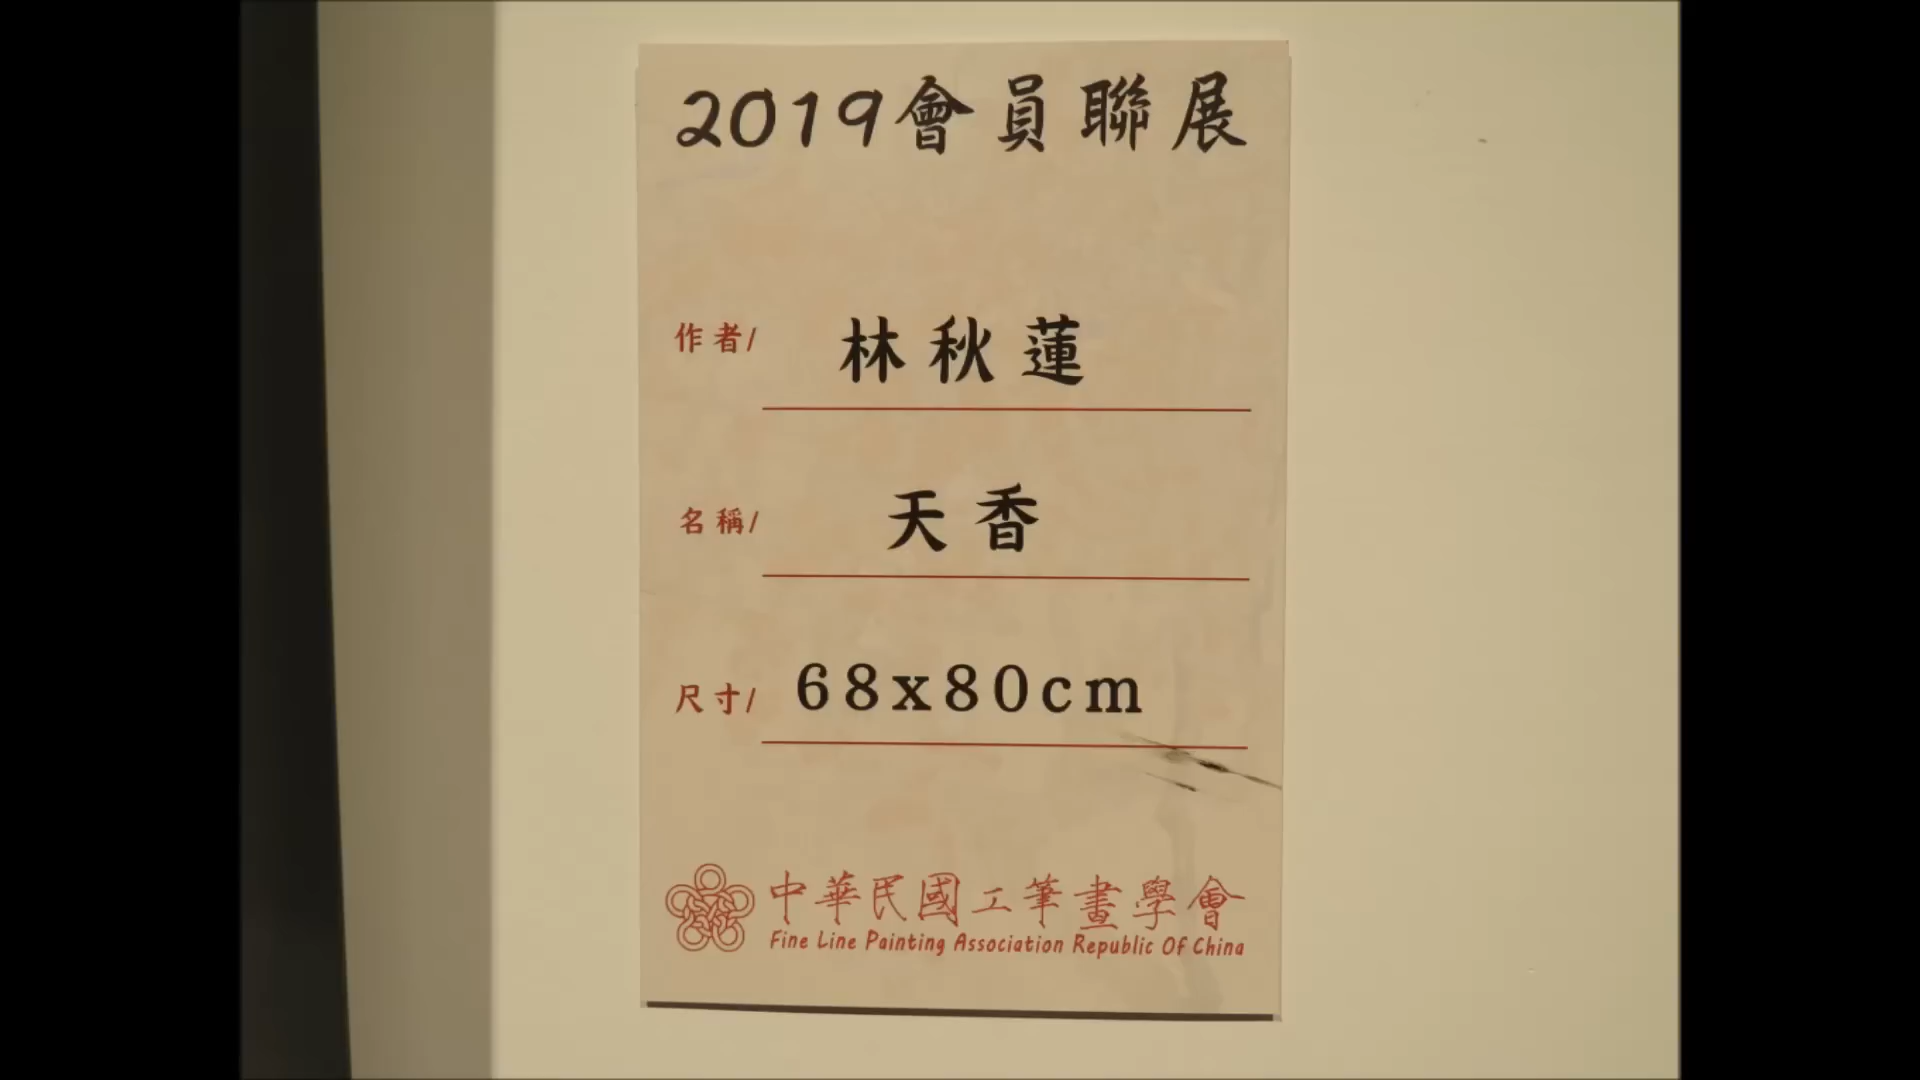 2019會員聯展
作者/ 林秋蓮
名稱/ 天香
尺寸/ 68x80cm
中華民國工筆畫學會
Fine Line Painting Association Republic Of China